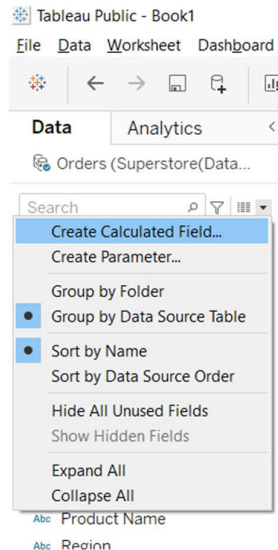 Tableau Public - Book1
File Data Worksheet Dashboard
Data Analytics
Orders (Superstore(Data...
Search
Create Calculated Field...
Create Parameter...
Group by Folder
Group by Data Source Table
Sort by Name
Sort by Data Source Order
Hide All Unused Fields
Show Hidden Fields
Expand All
Collapse All
Abc Product Name
Abc Region